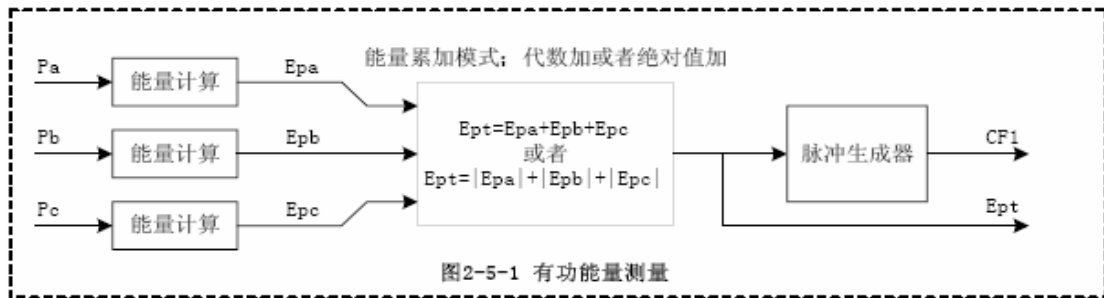 能量累加模式；代数加或者绝对值加
Pa
能量计算
Epa
Pb
能量计算
Epb
Pc
能量计算
Epc
Ept=Epa+Epb+Epc
或者
Ept=|Epa|+|Epb|+|Epc|
脉冲生成器
CF1
Ept
图2-5-1 有功能量测量